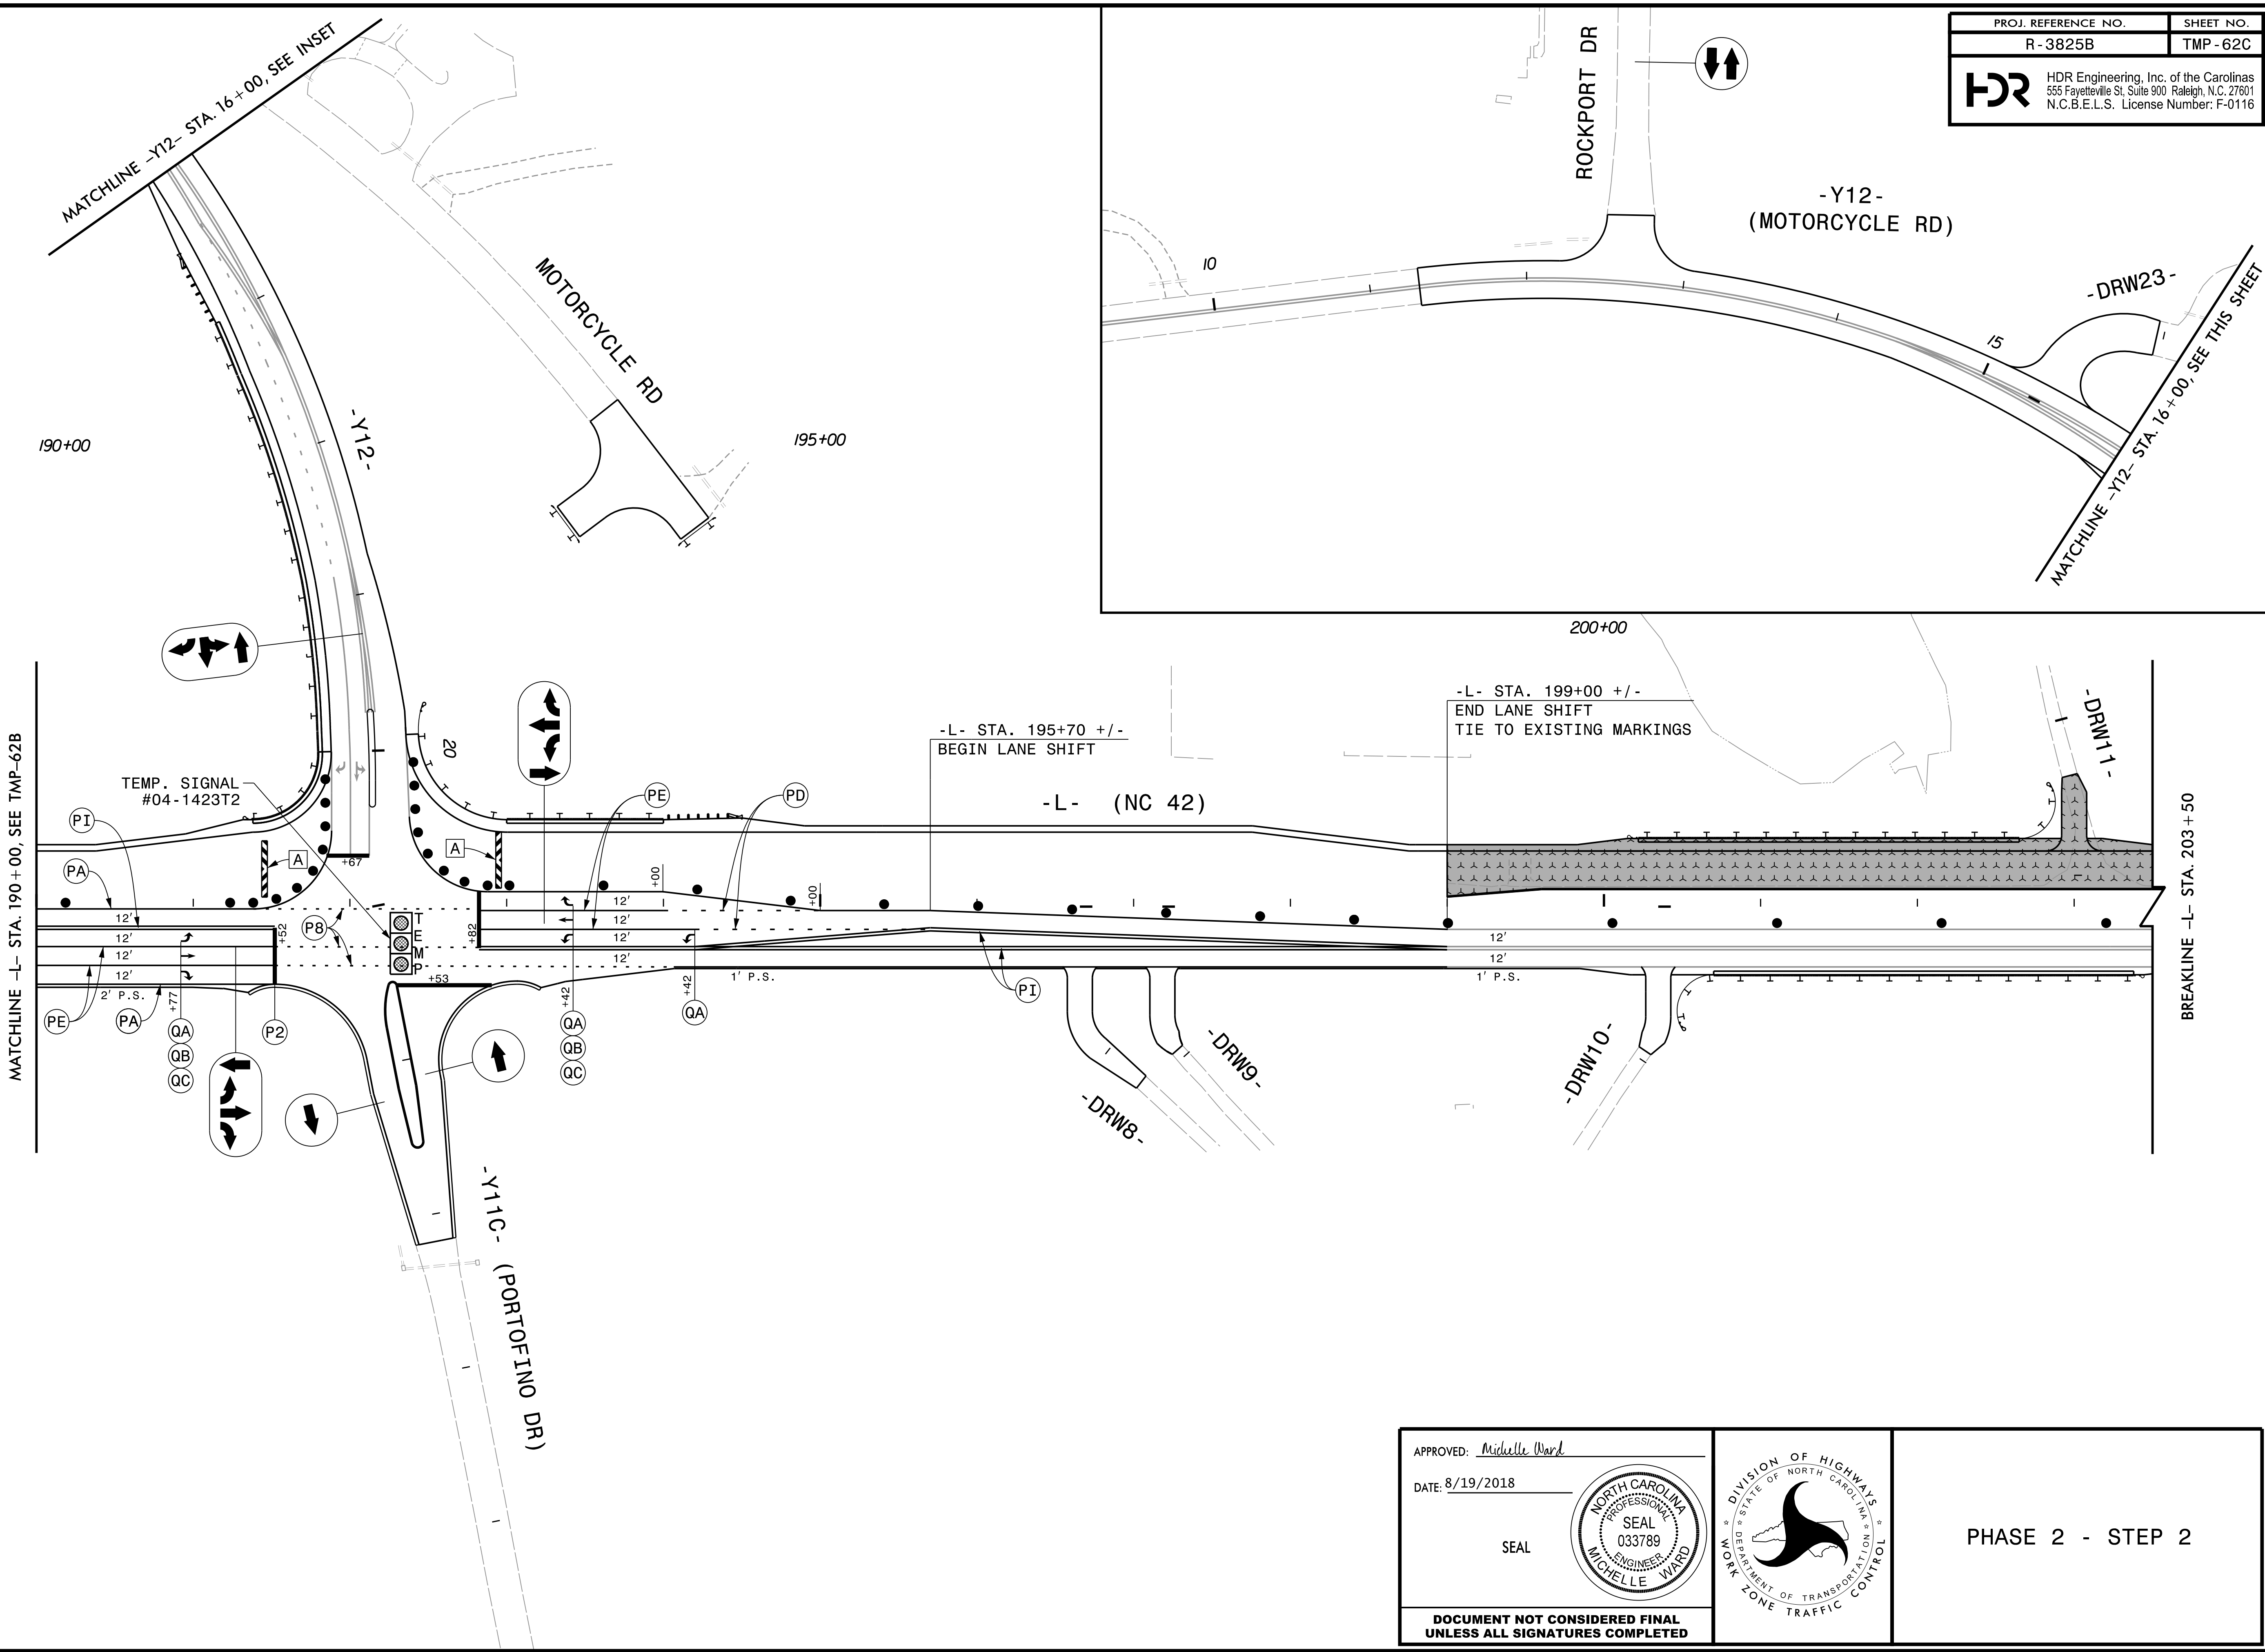 PROJ. REFERENCE NO.
SHEET NO.
R-3825B
TMP-62C
HDR
HDR Engineering, Inc. of the Carolinas
555 Fayetteville St, Suite 900 Raleigh, N.C. 27601
N.C.B.E.L.S. License Number: F-0116
MATCHLINE -Y12- STA. 16+00, SEE INSET
MOTORCYCLE RD
-Y12-
190+00
195+00
ROCKPORT DR
-Y12-
(MOTORCYCLE RD)
10
15
-DRW23-
MATCHLINE -Y12- STA. 16+00, SEE THIS SHEET
200+00
20
MATCHLINE -L- STA. 190+00, SEE TMP-62B
TEMP. SIGNAL
#04-1423T2
-L- STA. 195+70 +/-
BEGIN LANE SHIFT
-L- STA. 199+00 +/-
END LANE SHIFT
TIE TO EXISTING MARKINGS
-DRW11-
BREAKLINE -L- STA. 203+50
-L- (NC 42)
PI
PA
A
A
PE
PD
+67
+00
+00
12'
12'
12'
12'
12'
12'
12'
12'
12'
12'
P8
+52
+82
TEMP
+53
2' P.S.
1' P.S.
1' P.S.
+77
+42
+42
PE
PA
QA
QB
QC
P2
QA
QB
QC
QA
PI
-DRW8-
-DRW9-
-DRW10-
-Y11C- (PORTOFINO DR)
APPROVED: Michelle Ward
DATE: 8/19/2018
SEAL
NORTH CAROLINA
PROFESSIONAL
SEAL
033789
ENGINEER
MICHELLE WARD
DOCUMENT NOT CONSIDERED FINAL
UNLESS ALL SIGNATURES COMPLETED
DIVISION OF HIGHWAYS
STATE OF NORTH CAROLINA
DEPARTMENT OF TRANSPORTATION
WORK ZONE TRAFFIC CONTROL
PHASE 2 - STEP 2